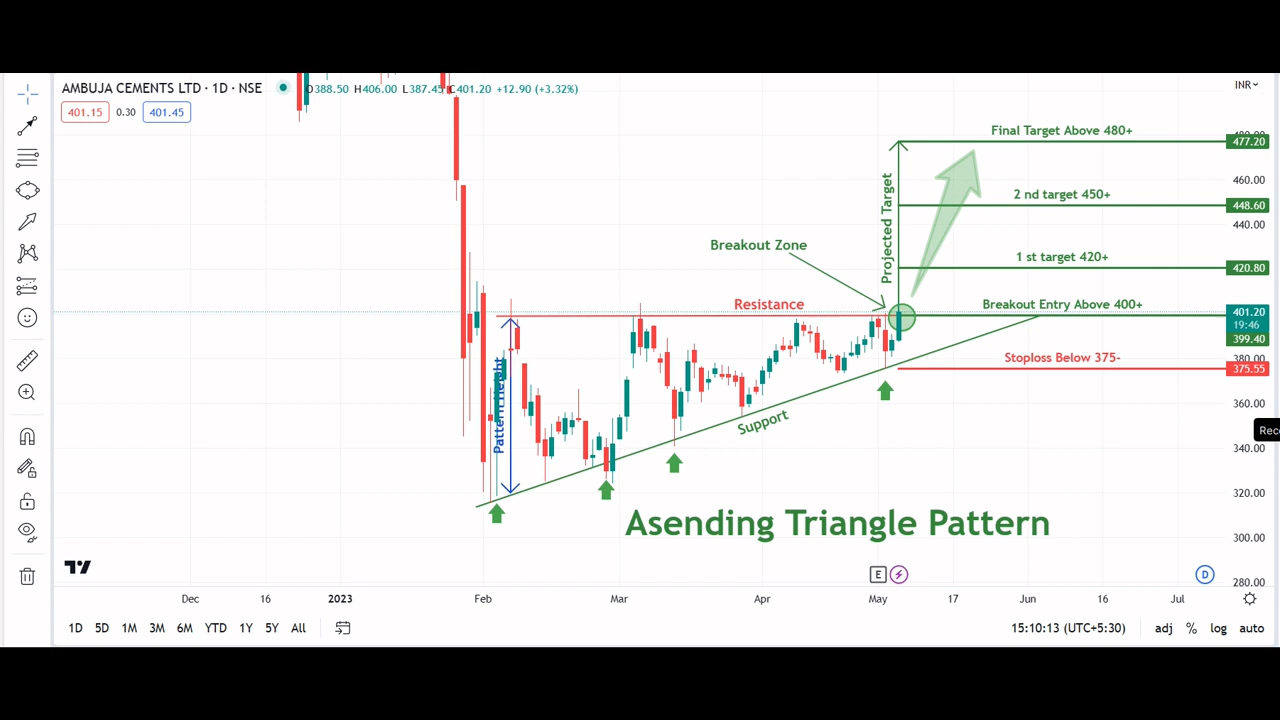 AMBUJA CEMENTS LTD · 1D · NSE
O388.50 H406.00 L387.45 C401.20 +12.90 (+3.32%)
INR
401.15 0.30 401.45
Final Target Above 480+
480.00
477.20
460.00
2 nd target 450+
448.60
440.00
Projected Target
Breakout Zone
1 st target 420+
420.80
Resistance
Breakout Entry Above 400+
401.20
19:46
399.40
380.00
Stoploss Below 375-
375.55
Pattern Height
360.00
Support
Rec
340.00
320.00
Asending Triangle Pattern
300.00
E
D
280.00
Dec 16 2023 Feb Mar Apr May 17 Jun 16 Jul
1D 5D 1M 3M 6M YTD 1Y 5Y All
15:10:13 (UTC+5:30) adj % log auto